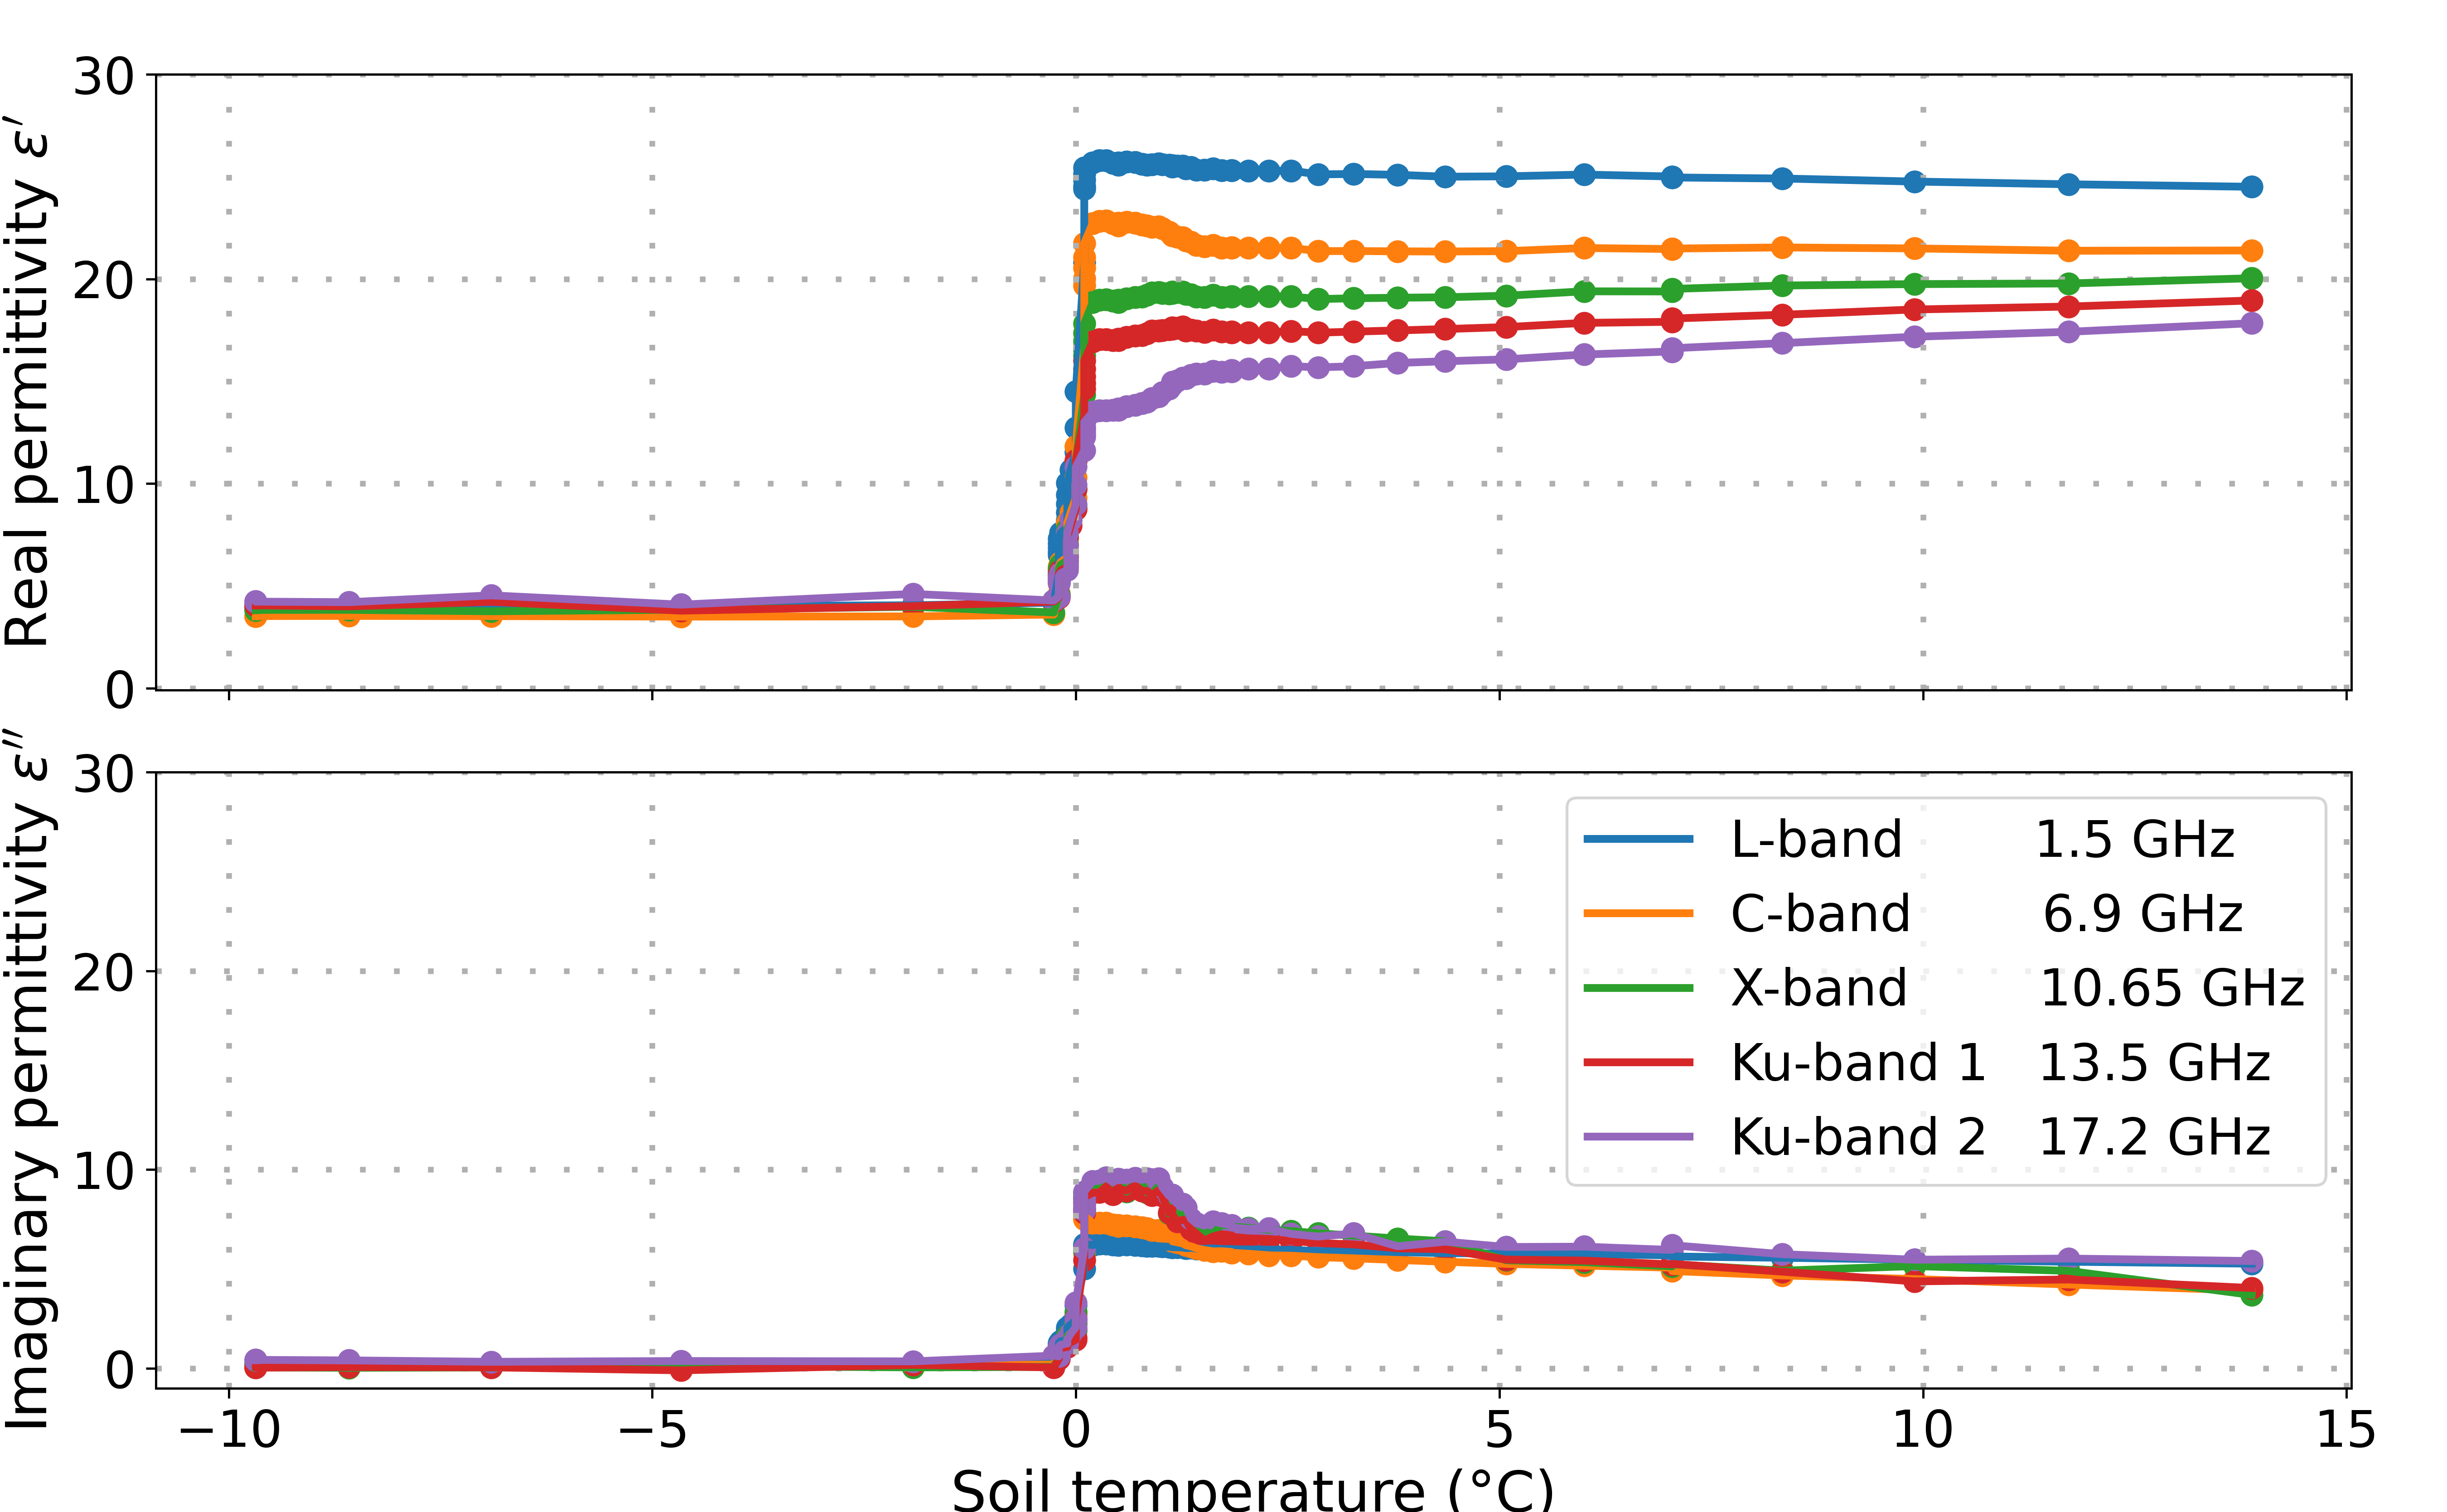 30
20
10
0
Real permittivity ε′
30
20
10
0
Imaginary permittivity ε″
L-band 1.5 GHz
C-band 6.9 GHz
X-band 10.65 GHz
Ku-band 1 13.5 GHz
Ku-band 2 17.2 GHz
−10 −5 0 5 10 15
Soil temperature (°C)